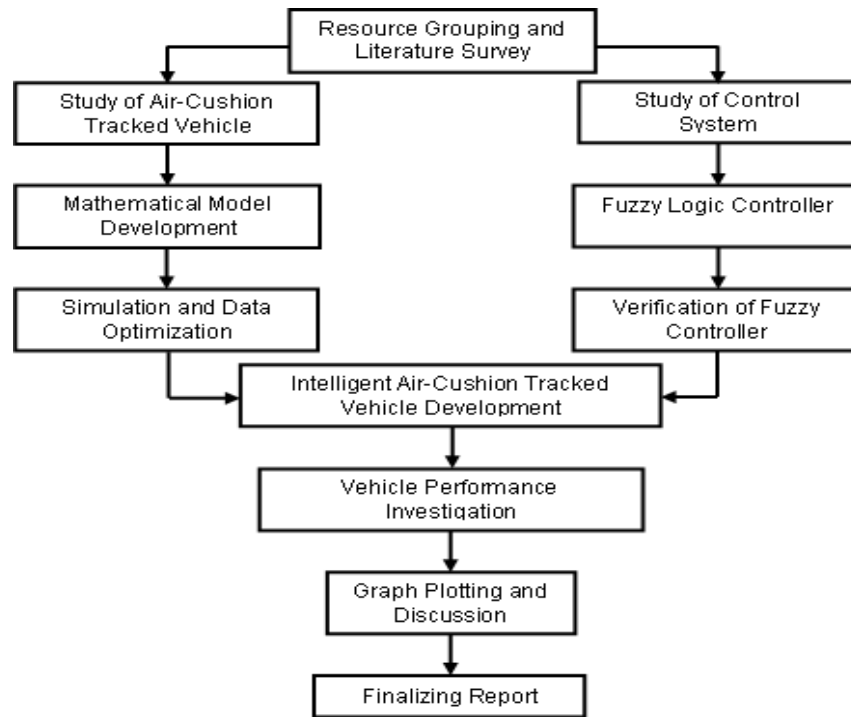 Resource Grouping and
Literature Survey
Study of Air-Cushion
Tracked Vehicle
Study of Control
System
Mathematical Model
Development
Fuzzy Logic Controller
Simulation and Data
Optimization
Verification of Fuzzy
Controller
Intelligent Air-Cushion Tracked
Vehicle Development
Vehicle Performance
Investigation
Graph Plotting and
Discussion
Finalizing Report